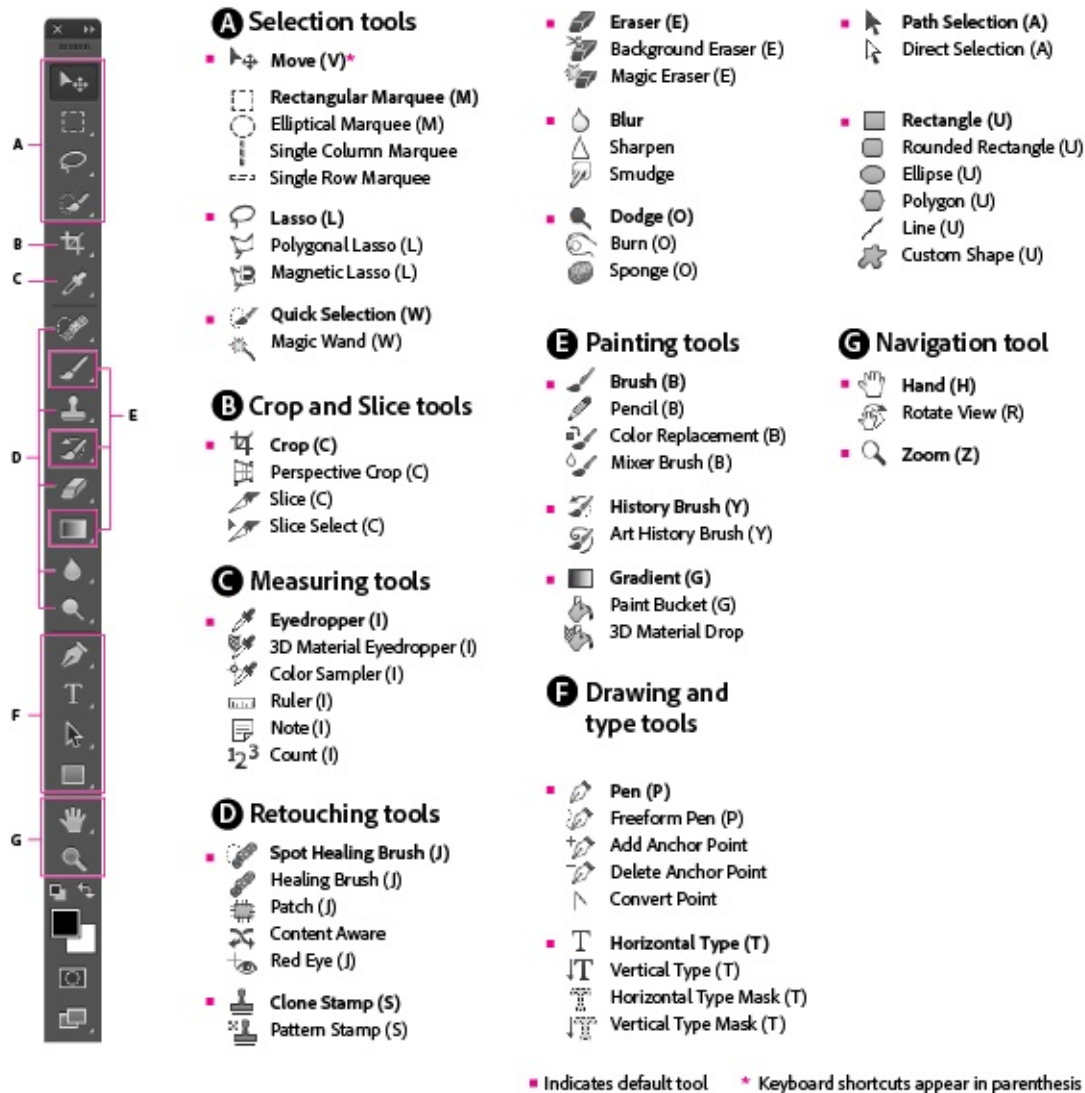 A Selection tools
Move (V)*
Rectangular Marquee (M)
Elliptical Marquee (M)
Single Column Marquee
Single Row Marquee
Lasso (L)
Polygonal Lasso (L)
Magnetic Lasso (L)
Quick Selection (W)
Magic Wand (W)
B Crop and Slice tools
Crop (C)
Perspective Crop (C)
Slice (C)
Slice Select (C)
C Measuring tools
Eyedropper (I)
3D Material Eyedropper (I)
Color Sampler (I)
Ruler (I)
Note (I)
Count (I)
D Retouching tools
Spot Healing Brush (J)
Healing Brush (J)
Patch (J)
Content Aware
Red Eye (J)
Clone Stamp (S)
Pattern Stamp (S)
Eraser (E)
Background Eraser (E)
Magic Eraser (E)
Blur
Sharpen
Smudge
Dodge (O)
Burn (O)
Sponge (O)
E Painting tools
Brush (B)
Pencil (B)
Color Replacement (B)
Mixer Brush (B)
History Brush (Y)
Art History Brush (Y)
Gradient (G)
Paint Bucket (G)
3D Material Drop
F Drawing and
type tools
Pen (P)
Freeform Pen (P)
Add Anchor Point
Delete Anchor Point
Convert Point
Horizontal Type (T)
Vertical Type (T)
Horizontal Type Mask (T)
Vertical Type Mask (T)
Path Selection (A)
Direct Selection (A)
Rectangle (U)
Rounded Rectangle (U)
Ellipse (U)
Polygon (U)
Line (U)
Custom Shape (U)
G Navigation tool
Hand (H)
Rotate View (R)
Zoom (Z)
A
B
C
D
E
F
G
■ Indicates default tool
* Keyboard shortcuts appear in parenthesis